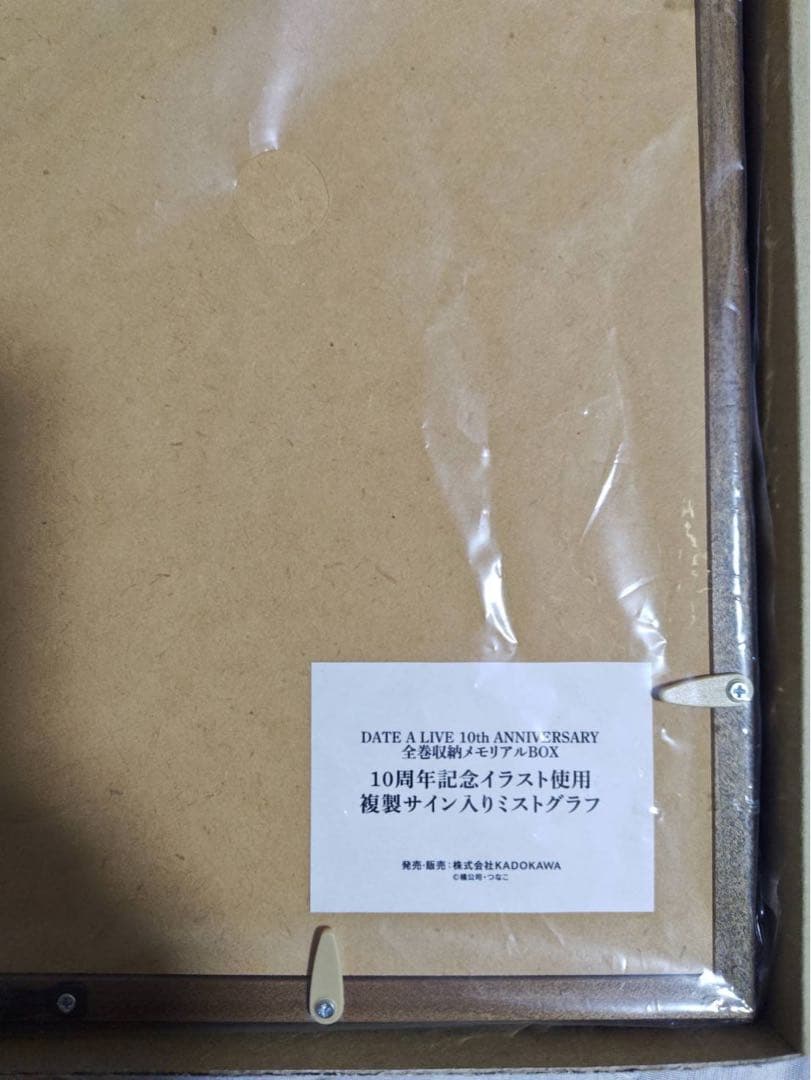 DATE A LIVE 10th ANNIVERSARY
全巻収納メモリアルBOX
10周年記念イラスト使用
複製サイン入りミストグラフ
発売・販売：株式会社KADOKAWA
©橘公司・つなこ